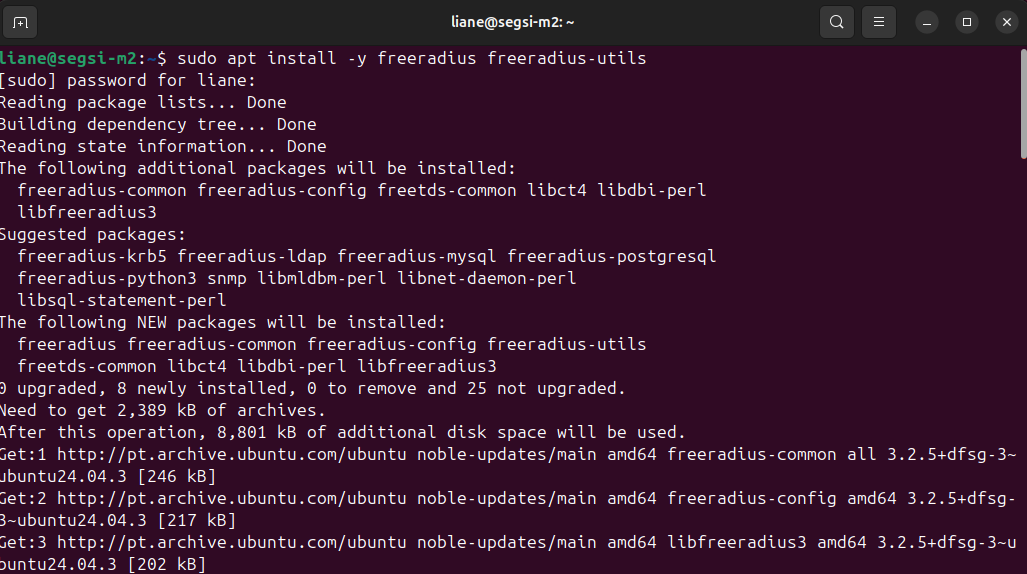 liane@segsi-m2: ~
liane@segsi-m2:~$ sudo apt install -y freeradius freeradius-utils
[sudo] password for liane:
Reading package lists... Done
Building dependency tree... Done
Reading state information... Done
The following additional packages will be installed:
  freeradius-common freeradius-config freetds-common libct4 libdbi-perl
  libfreeradius3
Suggested packages:
  freeradius-krb5 freeradius-ldap freeradius-mysql freeradius-postgresql
  freeradius-python3 snmp libmldbm-perl libnet-daemon-perl
  libsql-statement-perl
The following NEW packages will be installed:
  freeradius freeradius-common freeradius-config freeradius-utils
  freetds-common libct4 libdbi-perl libfreeradius3
0 upgraded, 8 newly installed, 0 to remove and 25 not upgraded.
Need to get 2,389 kB of archives.
After this operation, 8,801 kB of additional disk space will be used.
Get:1 http://pt.archive.ubuntu.com/ubuntu noble-updates/main amd64 freeradius-common all 3.2.5+dfsg-3~
ubuntu24.04.3 [246 kB]
Get:2 http://pt.archive.ubuntu.com/ubuntu noble-updates/main amd64 freeradius-config amd64 3.2.5+dfsg-
3~ubuntu24.04.3 [217 kB]
Get:3 http://pt.archive.ubuntu.com/ubuntu noble-updates/main amd64 libfreeradius3 amd64 3.2.5+dfsg-3~u
buntu24.04.3 [202 kB]